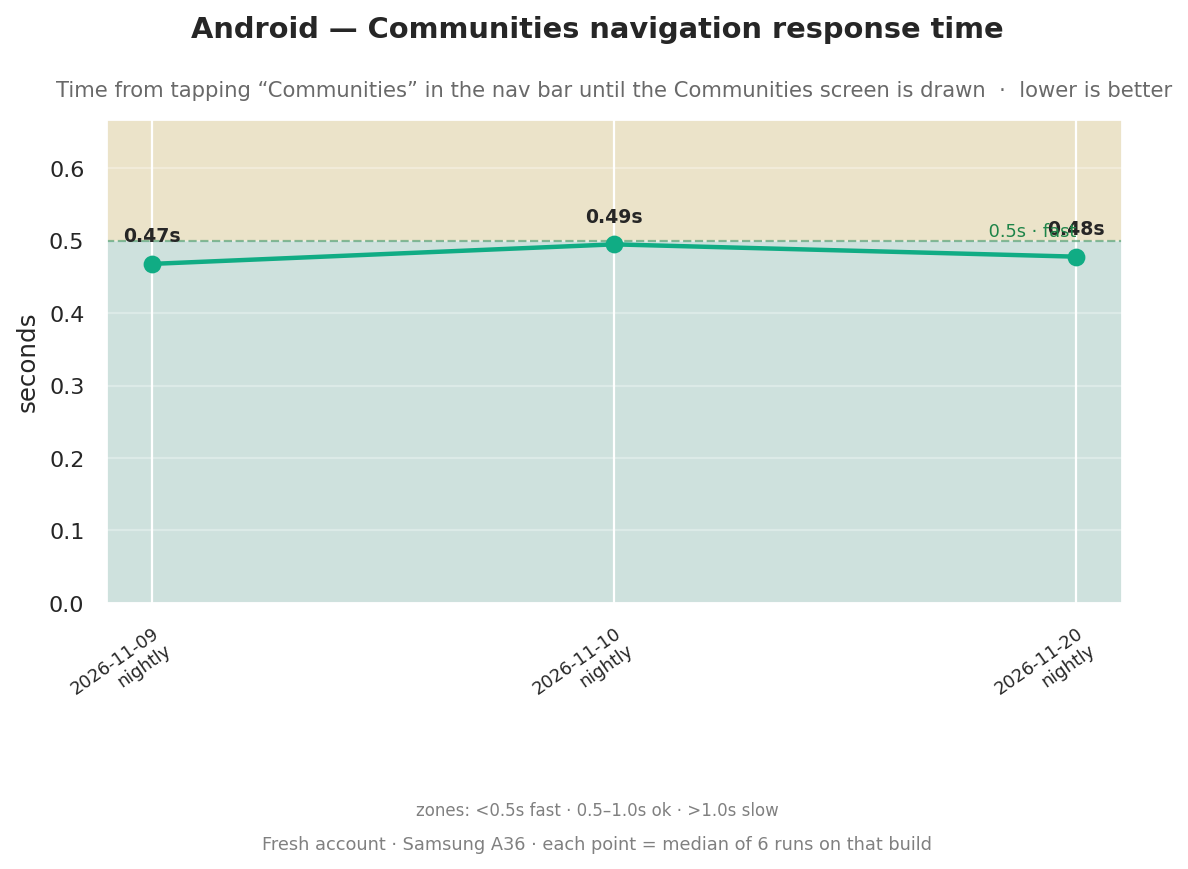 Android — Communities navigation response time
Time from tapping “Communities” in the nav bar until the Communities screen is drawn · lower is better
0.6
0.5
0.4
0.3
0.2
0.1
0.0
seconds
0.47s
0.49s
0.5s · fast
0.48s
2026-11-09
nightly
2026-11-10
nightly
2026-11-20
nightly
zones: <0.5s fast · 0.5–1.0s ok · >1.0s slow
Fresh account · Samsung A36 · each point = median of 6 runs on that build